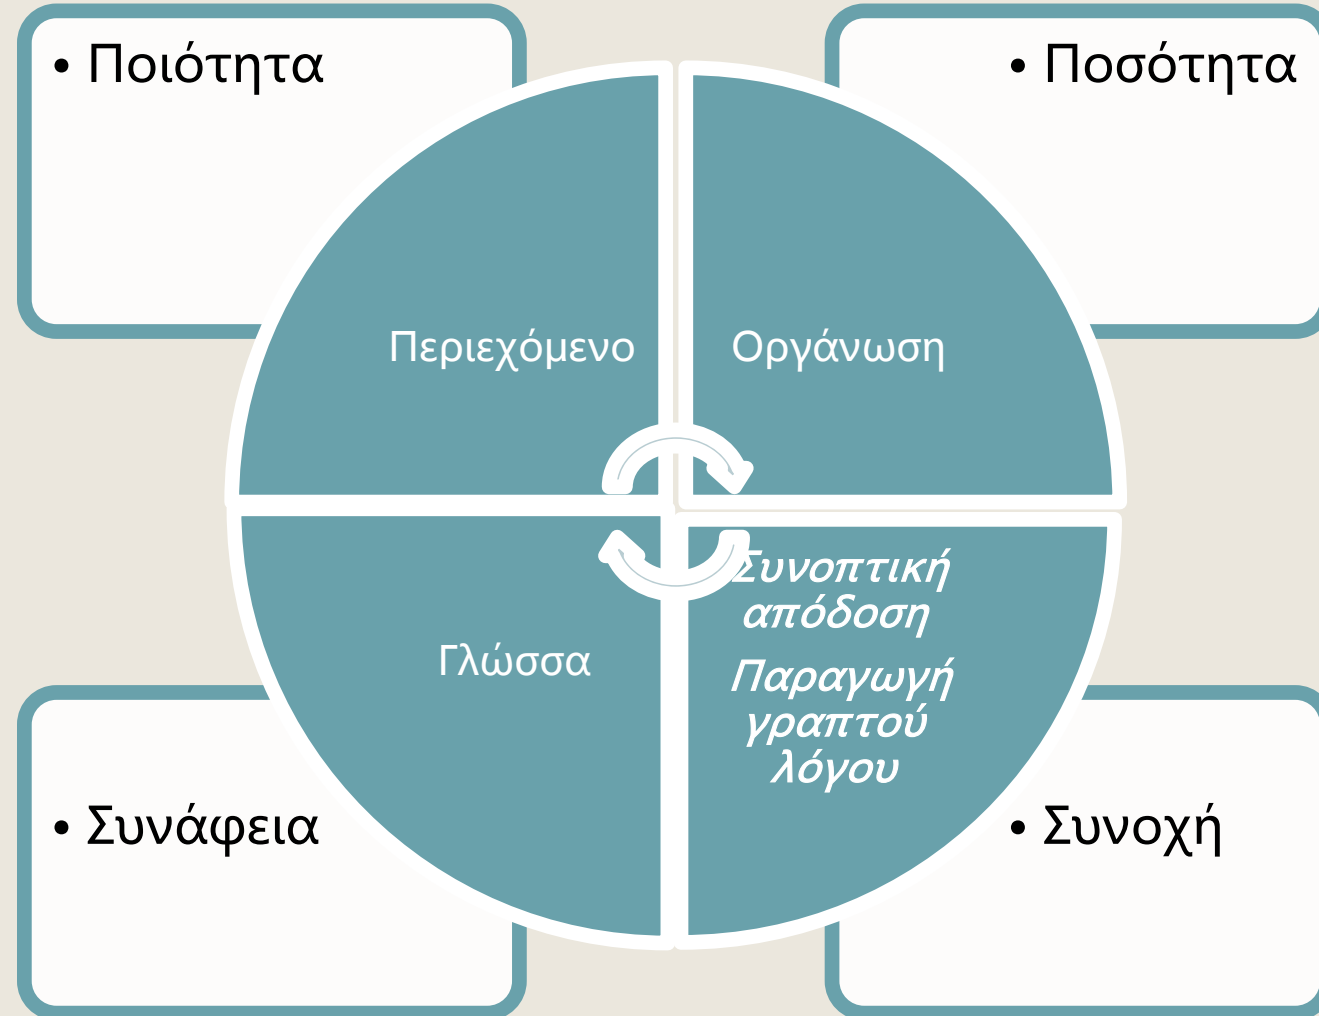 • Ποιότητα
• Ποσότητα
Περιεχόμενο
Οργάνωση
Συνοπτική
απόδοση
Παραγωγή
γραπτού
λόγου
Γλώσσα
• Συνάφεια
• Συνοχή